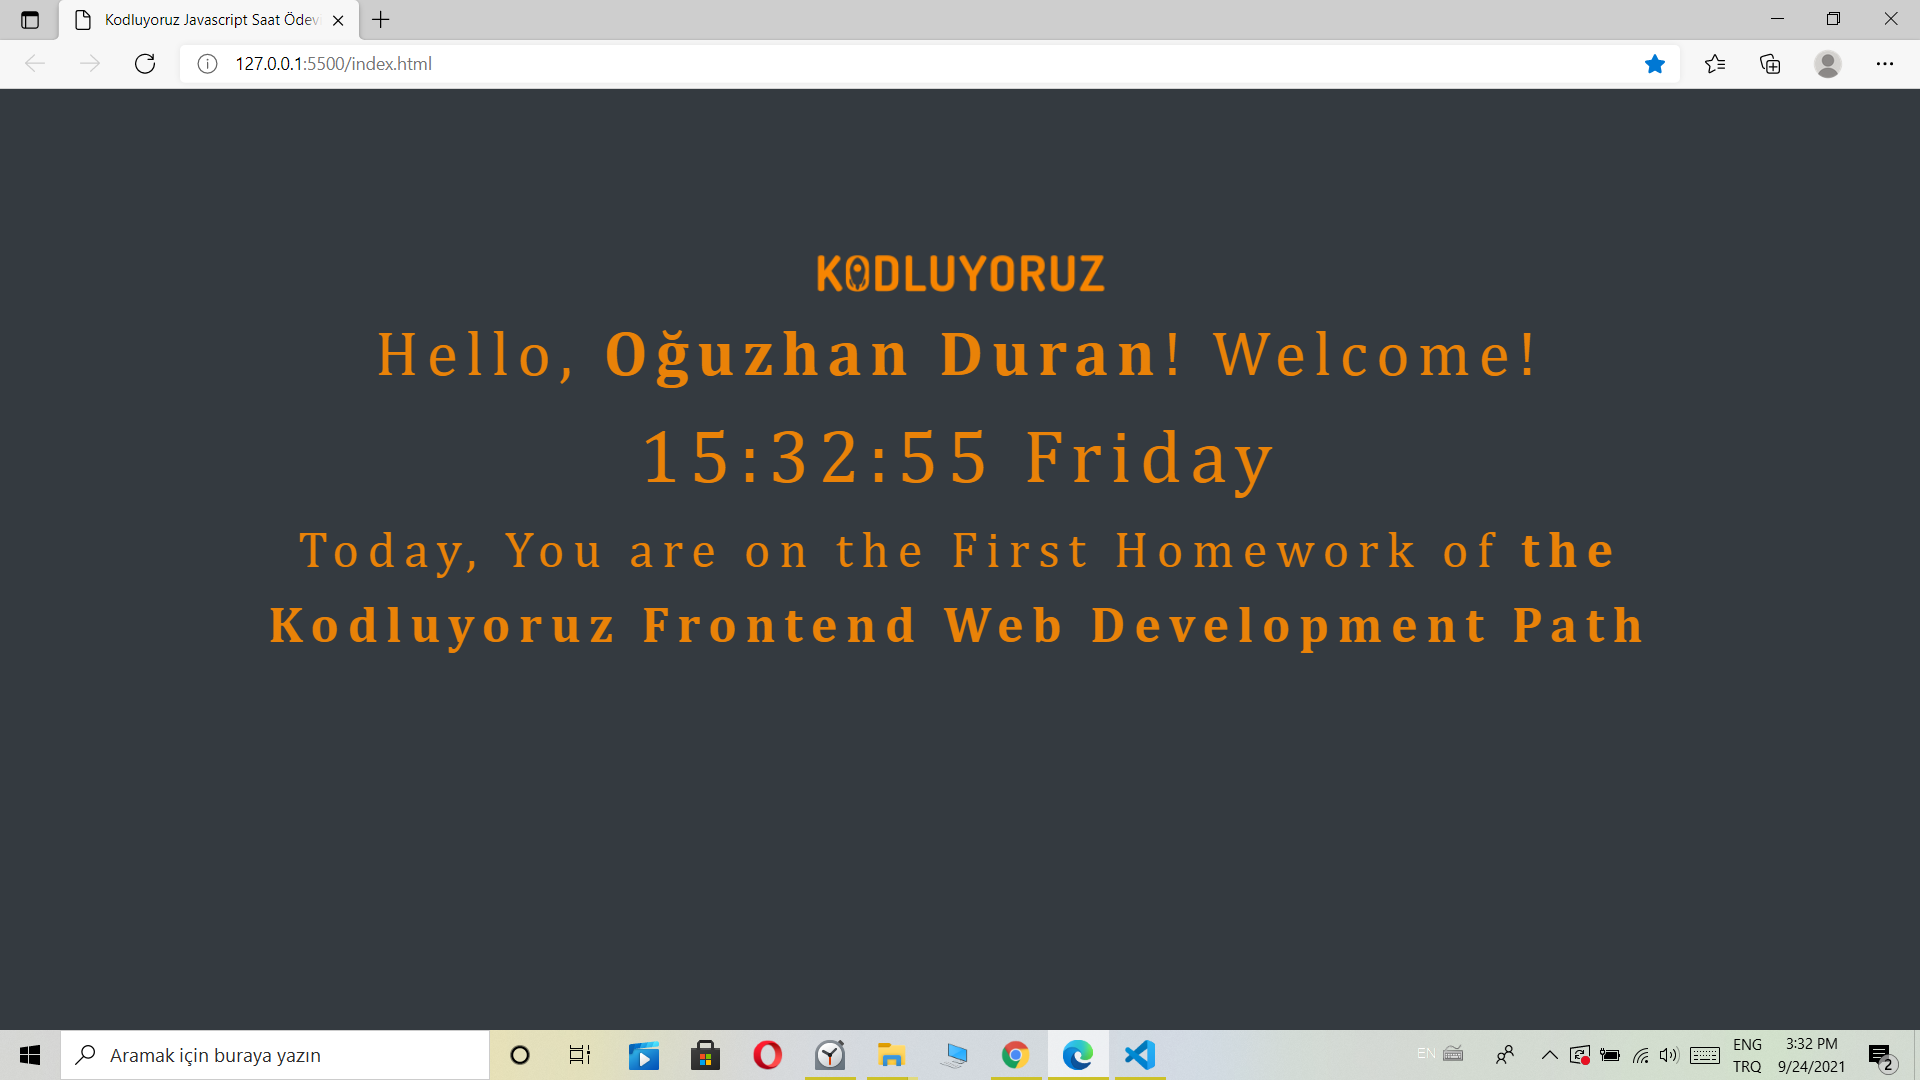 Kodluyoruz Javascript Saat Ödevi
127.0.0.1:5500/index.html
KODLUYORUZ
Hello, Oğuzhan Duran! Welcome!
15:32:55 Friday
Today, You are on the First Homework of the
Kodluyoruz Frontend Web Development Path
Aramak için buraya yazın
EN
ENG
TRQ
3:32 PM
9/24/2021
2